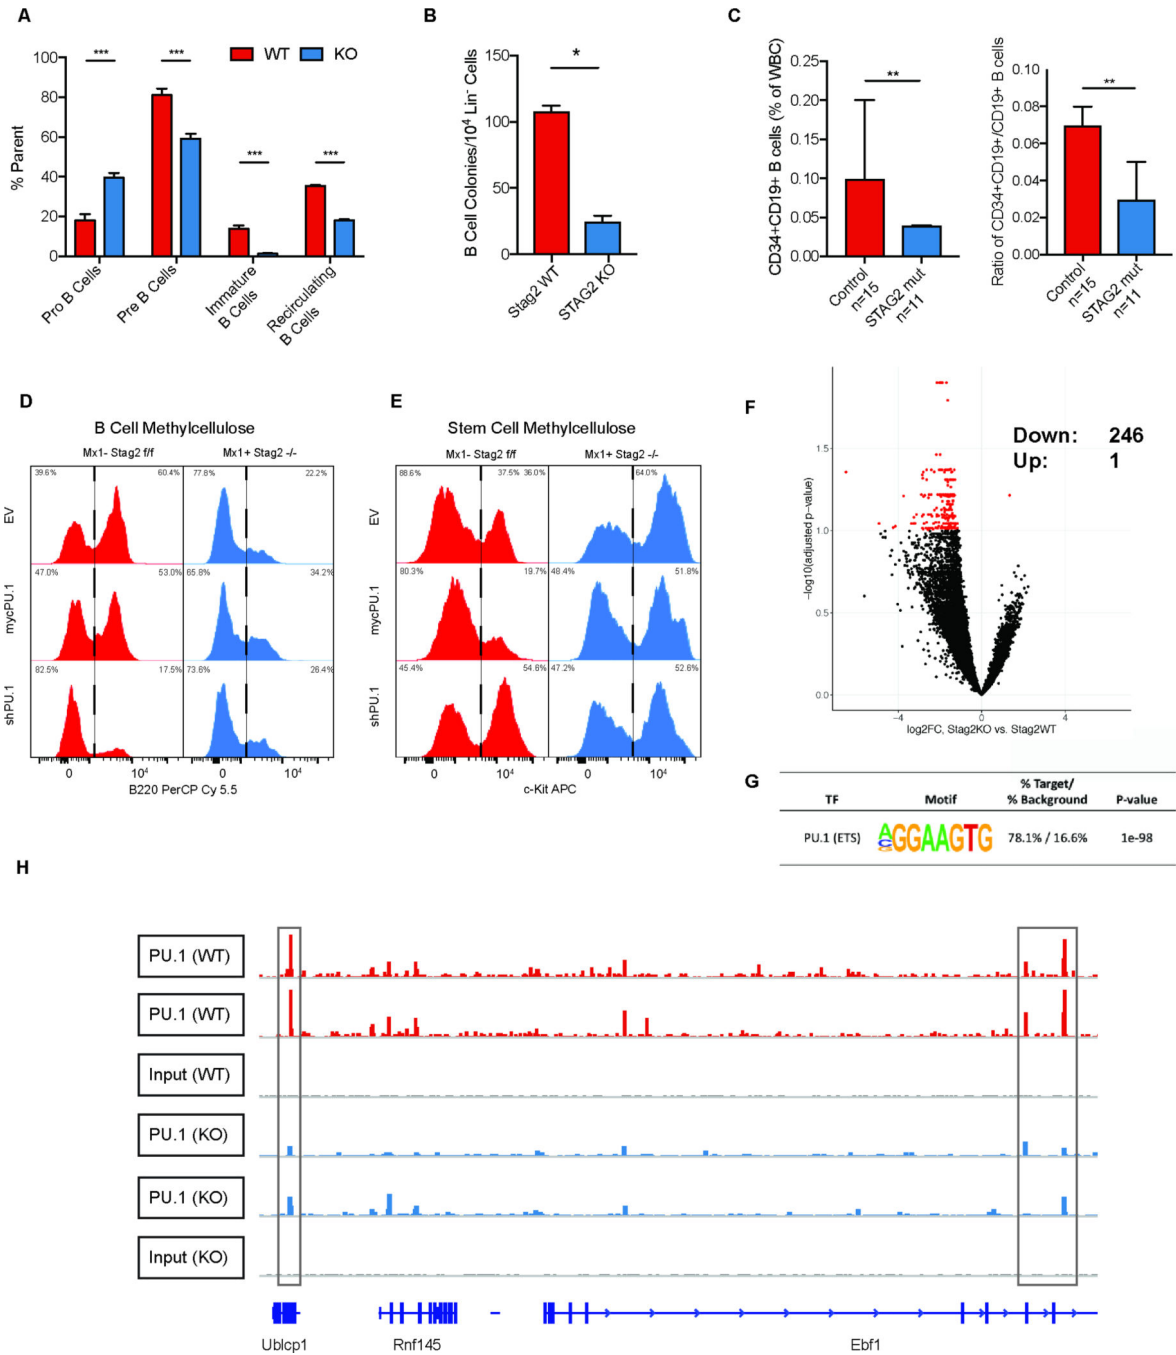 A
B
C
% Parent
100
80
60
40
20
0
***
***
***
***
WT
KO
Pro B Cells
Pre B Cells
Immature
B Cells
Recirculating
B Cells
B Cell Colonies/10⁴ Lin⁻ Cells
150
100
50
0
*
Stag2 WT
STAG2 KO
CD34+CD19+ B cells (% of WBC)
0.25
0.20
0.15
0.10
0.05
0.00
**
Control
n=15
STAG2 mut
n=11
Ratio of CD34+CD19+/CD19+ B cells
0.10
0.08
0.06
0.04
0.02
0.00
**
Control
n=15
STAG2 mut
n=11
D
B Cell Methylcellulose
Mx1- Stag2 f/f
Mx1+ Stag2 -/-
EV
39.6%
60.4%
77.8%
22.2%
mycPU.1
47.0%
53.0%
65.8%
34.2%
shPU.1
82.5%
17.5%
73.6%
26.4%
0
10⁴
0
10⁴
B220 PerCP Cy 5.5
E
Stem Cell Methylcellulose
Mx1- Stag2 f/f
Mx1+ Stag2 -/-
EV
37.5%
36.0%
64.0%
mycPU.1
80.3%
19.7%
48.4%
51.8%
shPU.1
45.4%
54.6%
47.2%
52.8%
0
10⁴
0
10⁴
c-Kit APC
F
Down: 246
Up: 1
−log10(adjusted p−value)
1.5
1.0
0.5
0.0
−4
0
4
log2FC, Stag2KO vs. Stag2WT
G
% Target/
TF Motif % Background P-value
PU.1 (ETS) AGGAAGTG 78.1% / 16.6% 1e-98
H
PU.1 (WT)
PU.1 (WT)
Input (WT)
PU.1 (KO)
PU.1 (KO)
Input (KO)
Ublcp1
Rnf145
Ebf1